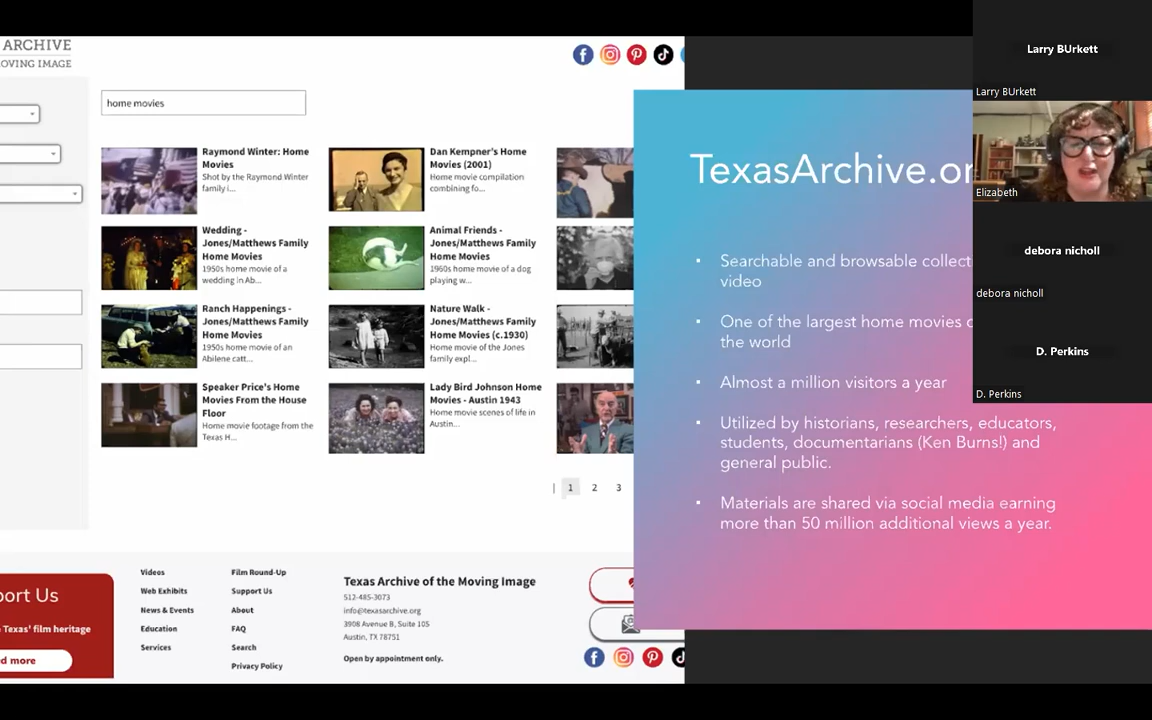 ARCHIVE
OVING IMAGE
home movies
Raymond Winter: Home
Movies
Shot by the Raymond Winter
family i...
Dan Kempner's Home
Movies (2001)
Home movie compilation
combining fo...
Wedding -
Jones/Matthews Family
Home Movies
1950s home movie of a
wedding in Ab...
Animal Friends -
Jones/Matthews Family
Home Movies
1960s home movie of a dog
playing w...
Ranch Happenings -
Jones/Matthews Family
Home Movies
1950s home movie of an
Abilene catt...
Nature Walk -
Jones/Matthews Family
Home Movies (c.1930)
Home movie of the Jones
family expl...
Speaker Price's Home
Movies From the House
Floor
Home movie footage from the
Texas H...
Lady Bird Johnson Home
Movies - Austin 1943
Home movie scenes of life in
Austin...
| 1 2 3
port Us
Texas' film heritage
d more
Videos
Web Exhibits
News & Events
Education
Services
Film Round-Up
Support Us
About
FAQ
Search
Privacy Policy
Texas Archive of the Moving Image
512-485-3073
info@texasarchive.org
3908 Avenue B, Suite 105
Austin, TX 78751
Open by appointment only.
TexasArchive.or
▪ Searchable and browsable collect
video
▪ One of the largest home movies c
the world
▪ Almost a million visitors a year
▪ Utilized by historians, researchers, educators,
students, documentarians (Ken Burns!) and
general public.
▪ Materials are shared via social media earning
more than 50 million additional views a year.
Larry BUrkett
Larry BUrkett
Elizabeth
debora nicholl
debora nicholl
D. Perkins
D. Perkins